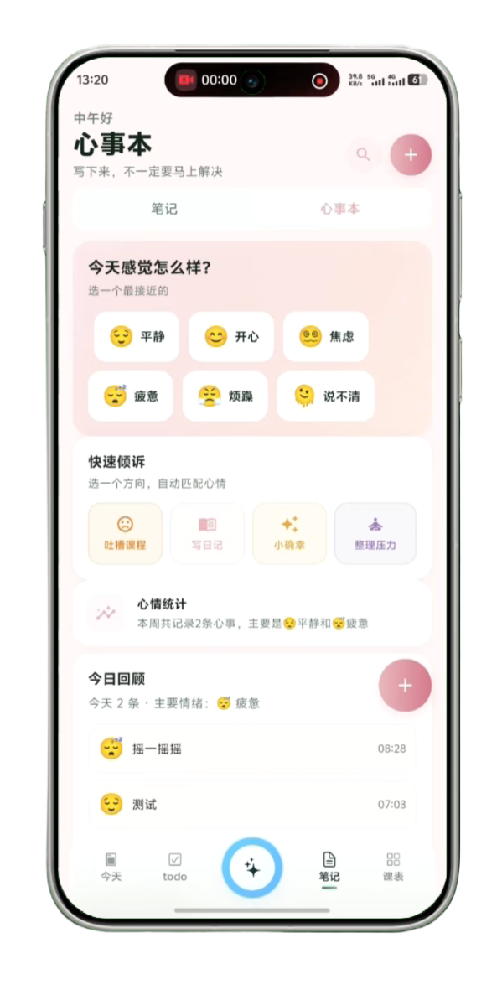 13:20
00:00
39.8 KB/s 5G 4G 61
中午好
心事本
写下来，不一定要马上解决
笔记 心事本
今天感觉怎么样？
选一个最接近的
平静 开心 焦虑
疲惫 烦躁 说不清
快速倾诉
选一个方向，自动匹配心情
吐槽课程 写日记 小确幸 整理压力
心情统计
本周共记录2条心事，主要是😌平静和😴疲惫
今日回顾
今天 2 条 · 主要情绪：😴 疲惫
摇一摇摇 08:28
测试 07:03
今天 todo 笔记 课表